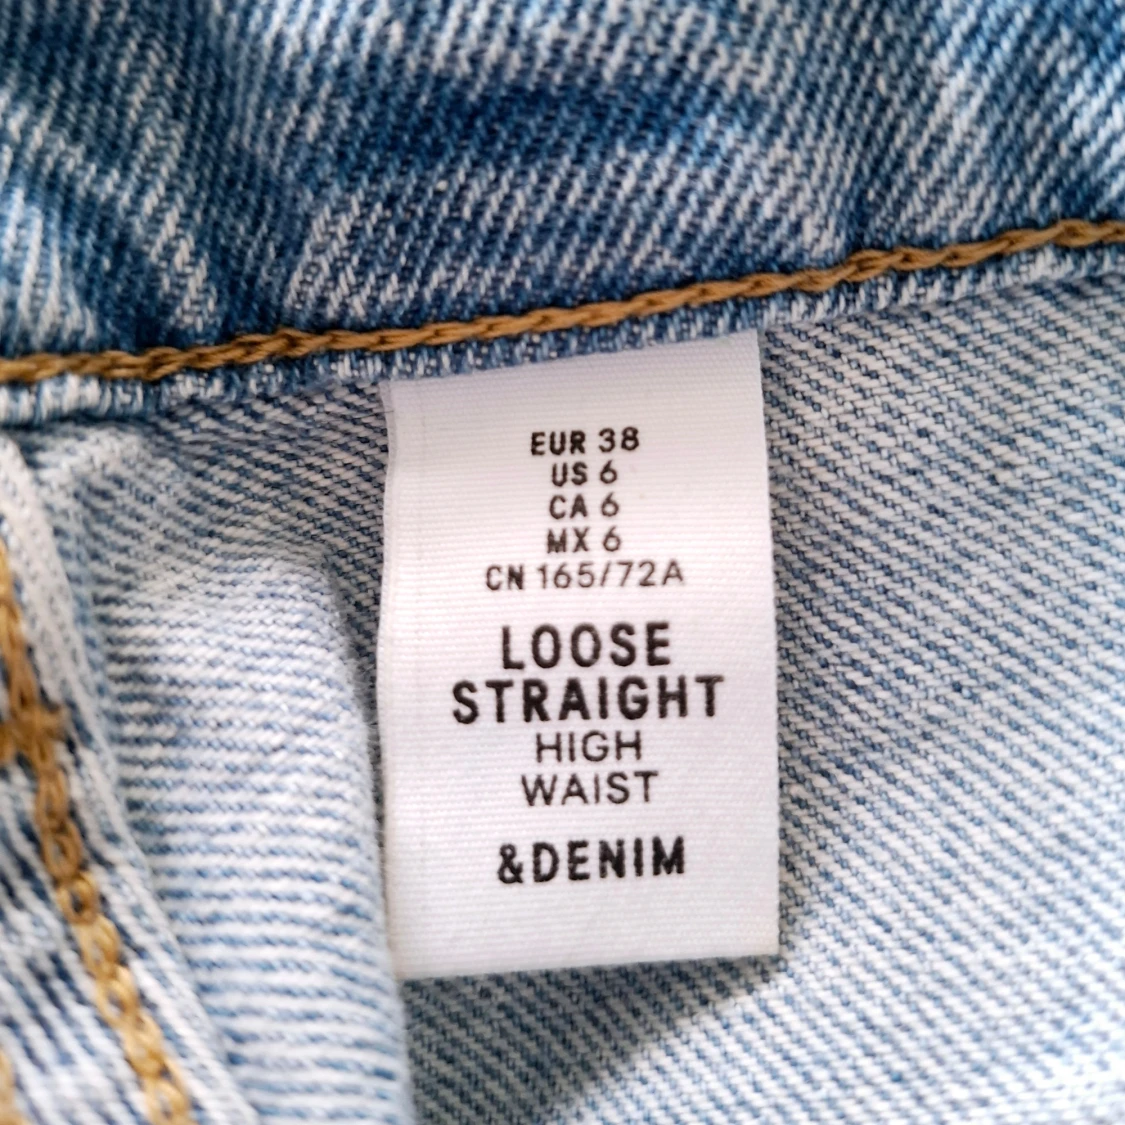 EUR 38
US 6
CA 6
MX 6
CN 165/72A
LOOSE
STRAIGHT
HIGH
WAIST
&DENIM